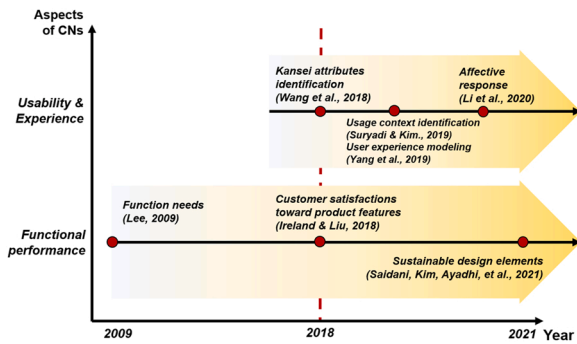 Aspects
of CNs
Usability &
Experience
Kansei attributes
identification
(Wang et al., 2018)
Affective
response
(Li et al., 2020)
Usage context identification
(Suryadi & Kim., 2019)
User experience modeling
(Yang et al., 2019)
Functional
performance
Function needs
(Lee, 2009)
Customer satisfactions
toward product features
(Ireland & Liu, 2018)
Sustainable design elements
(Saidani, Kim, Ayadhi, et al., 2021)
2009
2018
2021
Year